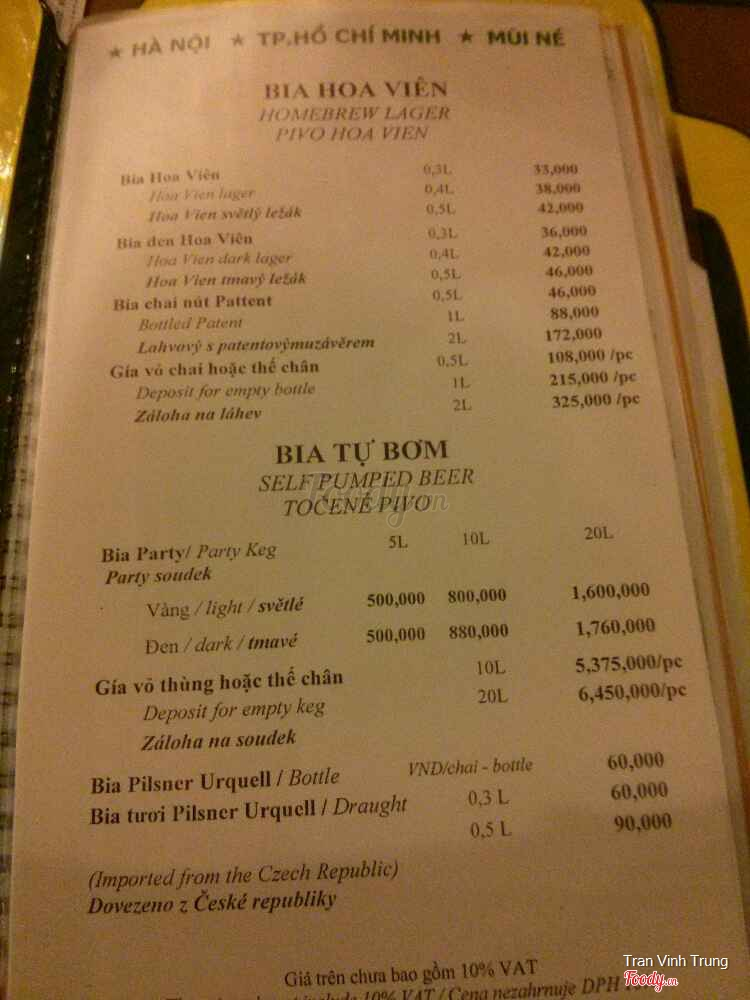 ★ HÀ NỘI ★ TP.HỒ CHÍ MINH ★ MŨI NÉ
BIA HOA VIÊN
HOMEBREW LAGER
PIVO HOA VIEN
Bia Hoa Viên 0,3L 33,000
Hoa Vien lager 0,4L 38,000
Hoa Vien světlý ležák 0,5L 42,000
Bia đen Hoa Viên 0,3L 36,000
Hoa Vien dark lager 0,4L 42,000
Hoa Vien tmavý ležák 0,5L 46,000
Bia chai nút Pattent 0,5L 46,000
Bottled Patent 1L 88,000
Lahvový s patentovýmuzávěrem 2L 172,000
Gía vỏ chai hoặc thế chân 0,5L 108,000 /pc
Deposit for empty bottle 1L 215,000 /pc
Záloha na láhev 2L 325,000 /pc
BIA TỰ BƠM
SELF PUMPED BEER
TOČENÉ PIVO
Foody.vn
Bia Party/ Party Keg 5L 10L 20L
Party soudek
Vàng / light / světlé 500,000 800,000 1,600,000
Đen / dark / tmavé 500,000 880,000 1,760,000
Gía vỏ thùng hoặc thế chân 10L 5,375,000/pc
Deposit for empty keg 20L 6,450,000/pc
Záloha na soudek
Bia Pilsner Urquell / Bottle VND/chai - bottle 60,000
Bia tươi Pilsner Urquell / Draught 0,3 L 60,000
0,5 L 90,000
(Imported from the Czech Republic)
Dovezeno z České republiky
Giá trên chưa bao gồm 10% VAT
include 10% VAT / Cena nezahrnuje DPH
Tran Vinh Trung
Foody.vn